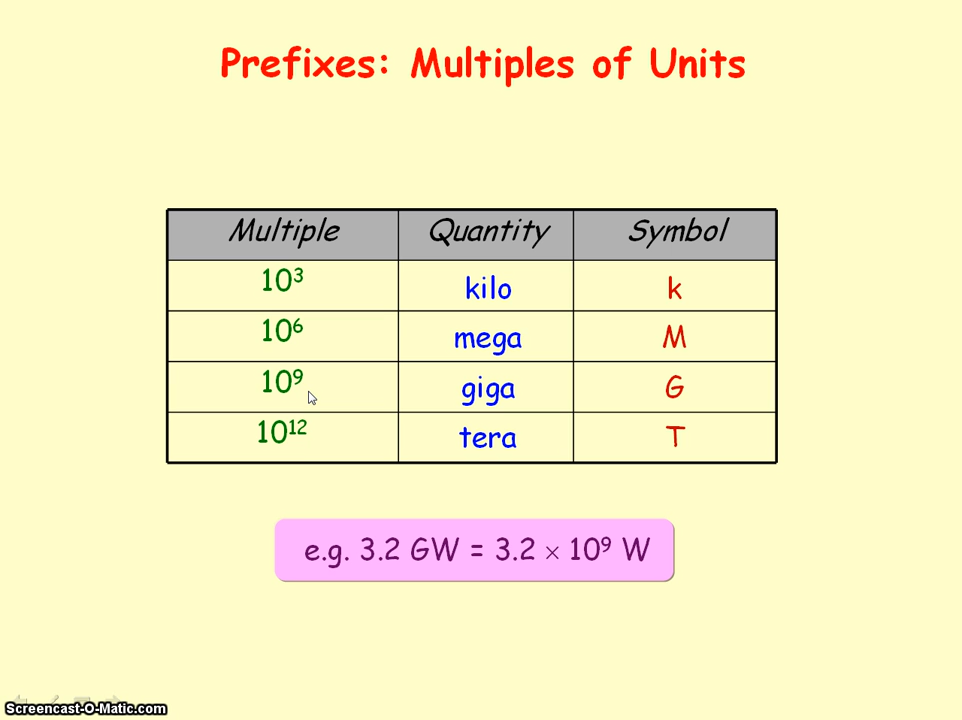 Prefixes: Multiples of Units
Multiple Quantity Symbol
10³ kilo k
10⁶ mega M
10⁹ giga G
10¹² tera T
e.g. 3.2 GW = 3.2 × 10⁹ W
Screencast-O-Matic.com